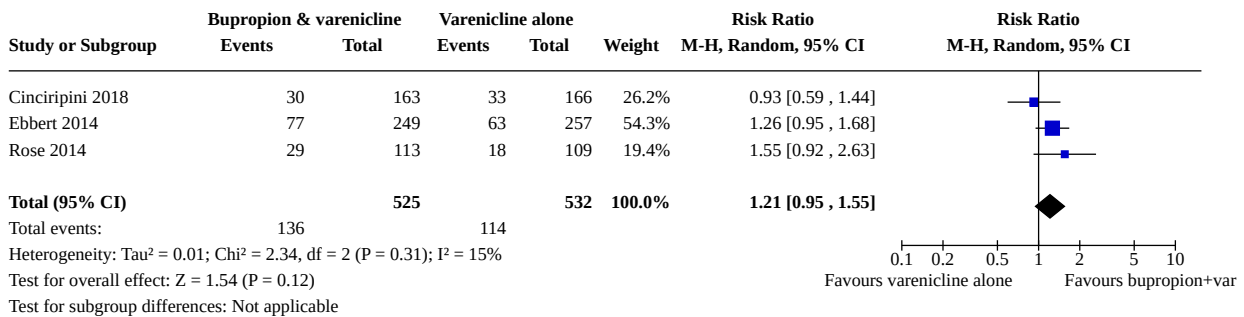 Bupropion & varenicline Varenicline alone Risk Ratio Risk Ratio
Study or Subgroup Events Total Events Total Weight M-H, Random, 95% CI M-H, Random, 95% CI
Cinciripini 2018 30 163 33 166 26.2% 0.93 [0.59 , 1.44]
Ebbert 2014 77 249 63 257 54.3% 1.26 [0.95 , 1.68]
Rose 2014 29 113 18 109 19.4% 1.55 [0.92 , 2.63]
Total (95% CI) 525 532 100.0% 1.21 [0.95 , 1.55]
Total events: 136 114
Heterogeneity: Tau² = 0.01; Chi² = 2.34, df = 2 (P = 0.31); I² = 15% 0.1 0.2 0.5 1 2 5 10
Test for overall effect: Z = 1.54 (P = 0.12) Favours varenicline alone Favours bupropion+var
Test for subgroup differences: Not applicable